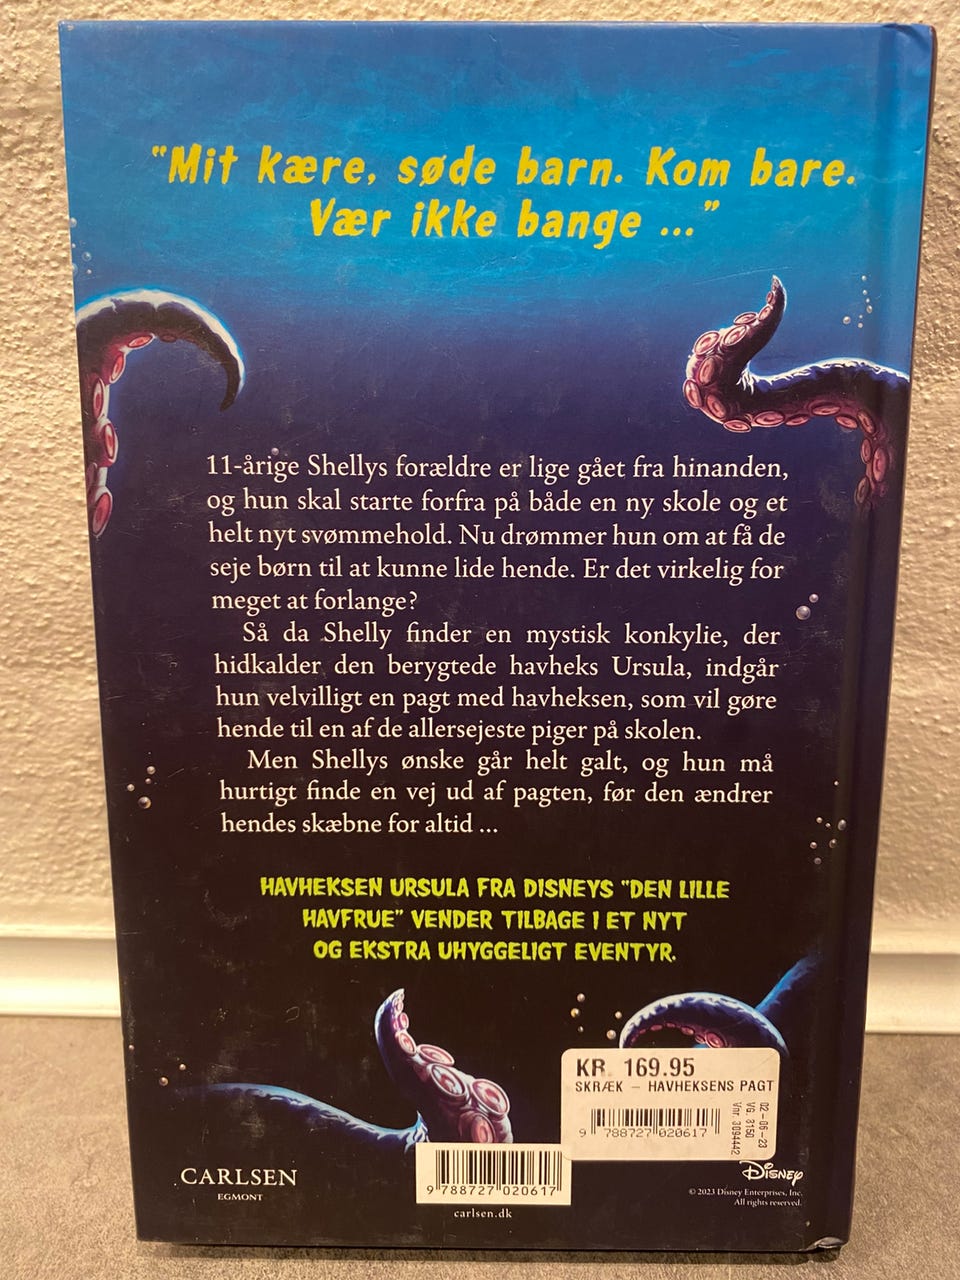 "Mit kære, søde barn. Kom bare.
Vær ikke bange ..."
11-årige Shellys forældre er lige gået fra hinanden,
og hun skal starte forfra på både en ny skole og et
helt nyt svømmehold. Nu drømmer hun om at få de
seje børn til at kunne lide hende. Er det virkelig for
meget at forlange?
Så da Shelly finder en mystisk konkylie, der
hidkalder den berygtede havheks Ursula, indgår
hun velvilligt en pagt med havheksen, som vil gøre
hende til en af de allersejeste piger på skolen.
Men Shellys ønske går helt galt, og hun må
hurtigt finde en vej ud af pagten, før den ændrer
hendes skæbne for altid ...
HAVHEKSEN URSULA FRA DISNEYS "DEN LILLE
HAVFRUE" VENDER TILBAGE I ET NYT
OG EKSTRA UHYGGELIGT EVENTYR.
KR. 169.95
SKRÆK – HAVHEKSENS PAGT
9 788727 020617
02-06-23
VG. 3150
Vnr. 3094442
CARLSEN
EGMONT
9 788727 020617
carlsen.dk
Disney
© 2023 Disney Enterprises, Inc.
All rights reserved.